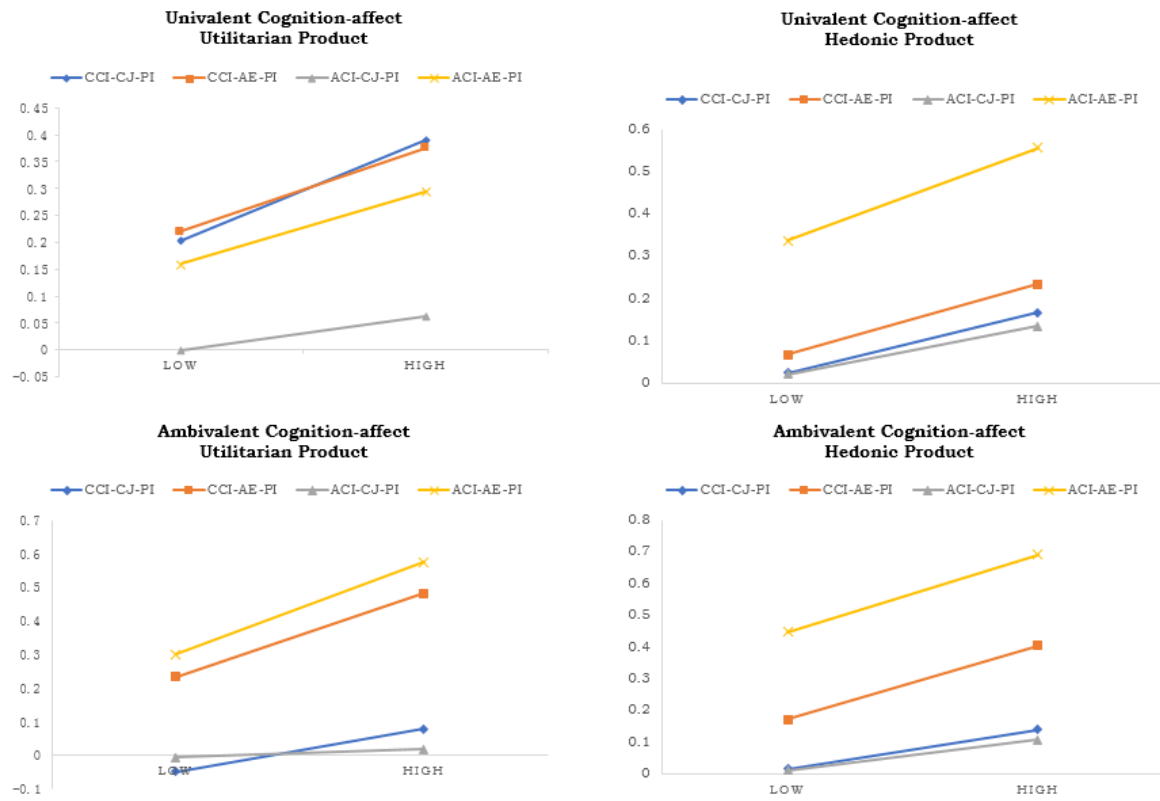 Univalent Cognition-affect
Utilitarian Product
CCI-CJ-PI CCI-AE-PI ACI-CJ-PI ACI-AE-PI
0.45
0.4
0.35
0.3
0.25
0.2
0.15
0.1
0.05
0
-0.05
LOW HIGH
Univalent Cognition-affect
Hedonic Product
CCI-CJ-PI CCI-AE-PI ACI-CJ-PI ACI-AE-PI
0.6
0.5
0.4
0.3
0.2
0.1
0
LOW HIGH
Ambivalent Cognition-affect
Utilitarian Product
CCI-CJ-PI CCI-AE-PI ACI-CJ-PI ACI-AE-PI
0.7
0.6
0.5
0.4
0.3
0.2
0.1
0
-0.1
LOW HIGH
Ambivalent Cognition-affect
Hedonic Product
CCI-CJ-PI CCI-AE-PI ACI-CJ-PI ACI-AE-PI
0.8
0.7
0.6
0.5
0.4
0.3
0.2
0.1
0
LOW HIGH